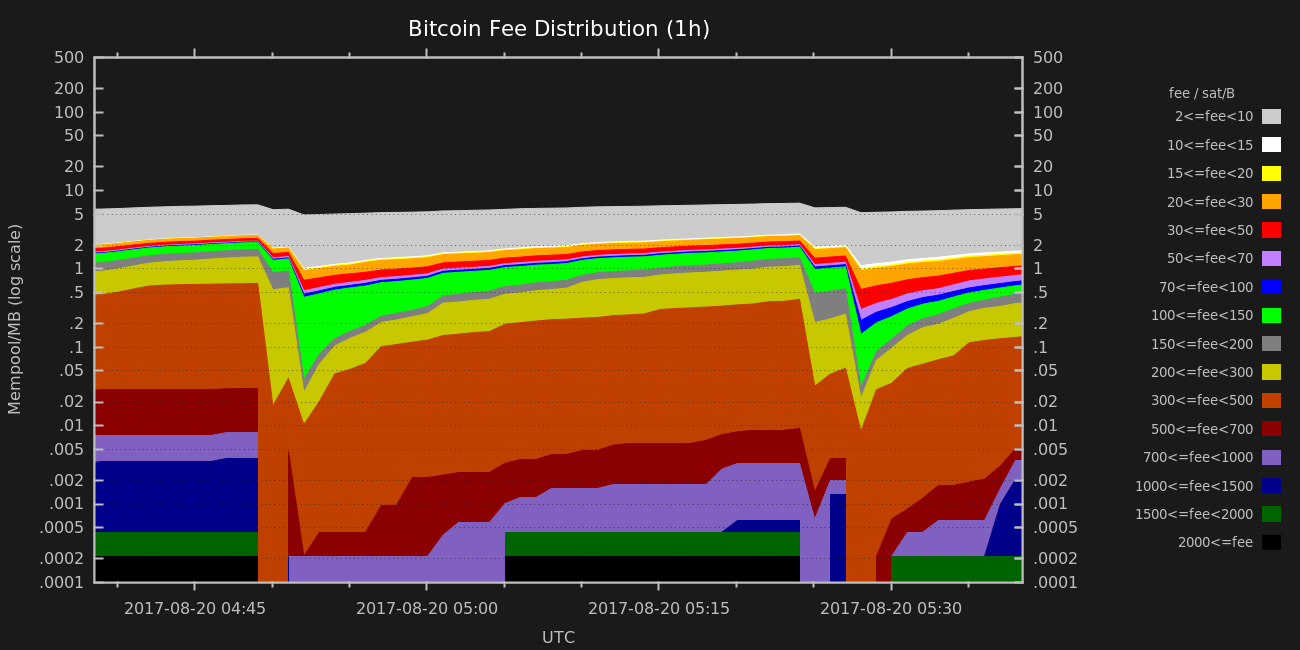 Bitcoin Fee Distribution (1h)
500 500
200 200
100 100
50 50
20 20
10 10
5 5
2 2
1 1
.5 .5
.2 .2
.1 .1
.05 .05
.02 .02
.01 .01
.005 .005
.002 .002
.001 .001
.0005 .0005
.0002 .0002
.0001 .0001
Mempool/MB (log scale)
2017-08-20 04:45 2017-08-20 05:00 2017-08-20 05:15 2017-08-20 05:30
UTC
fee / sat/B
2<=fee<10
10<=fee<15
15<=fee<20
20<=fee<30
30<=fee<50
50<=fee<70
70<=fee<100
100<=fee<150
150<=fee<200
200<=fee<300
300<=fee<500
500<=fee<700
700<=fee<1000
1000<=fee<1500
1500<=fee<2000
2000<=fee